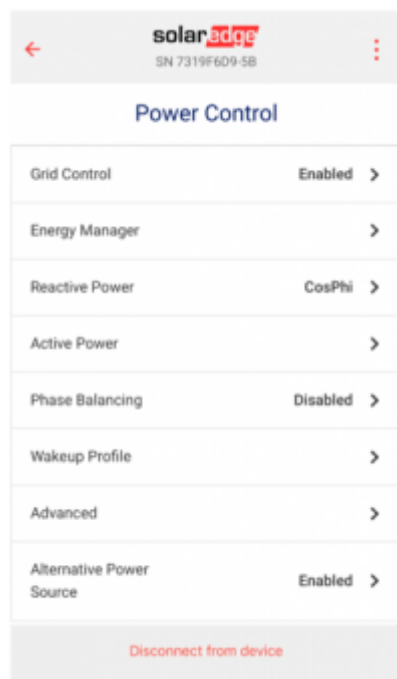 solaredge
SN 7319F6D9-5B
Power Control
Grid Control Enabled
Energy Manager
Reactive Power CosPhi
Active Power
Phase Balancing Disabled
Wakeup Profile
Advanced
Alternative Power
Source Enabled
Disconnect from device